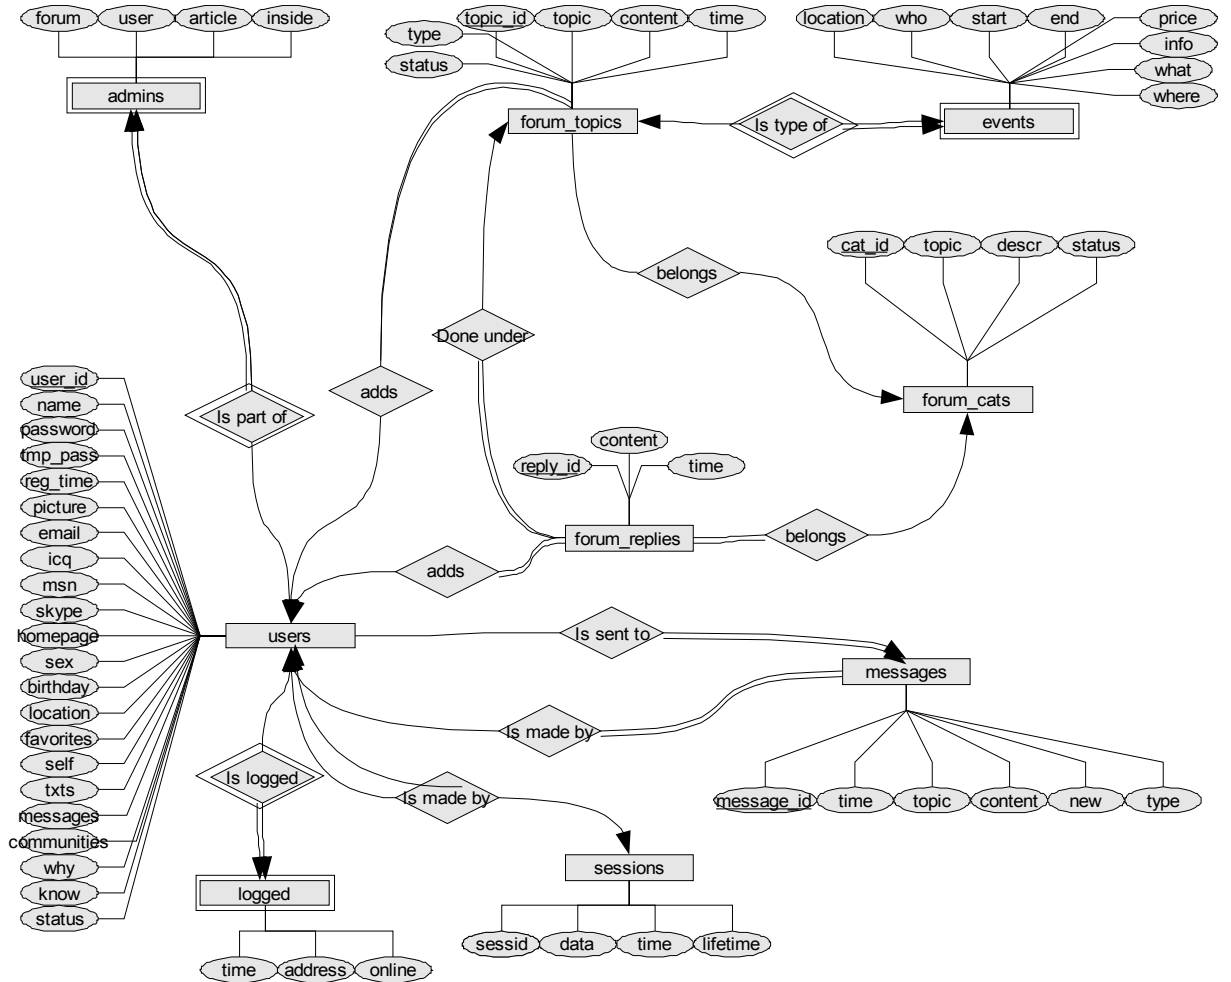 forum user article inside
admins
topic_id topic content time
type
status
forum_topics
location who start end price
info
what
where
Is type of
events
cat_id topic descr status
belongs
forum_cats
Done under
adds
Is part of
user_id
name
password
tmp_pass
reg_time
picture
email
icq
msn
skype
homepage
sex
birthday
location
favorites
self
txts
messages
communities
why
know
status
content
reply_id time
forum_replies
belongs
adds
users
Is sent to
messages
Is made by
message_id time topic content new type
Is logged
Is made by
logged
time address online
sessions
sessid data time lifetime